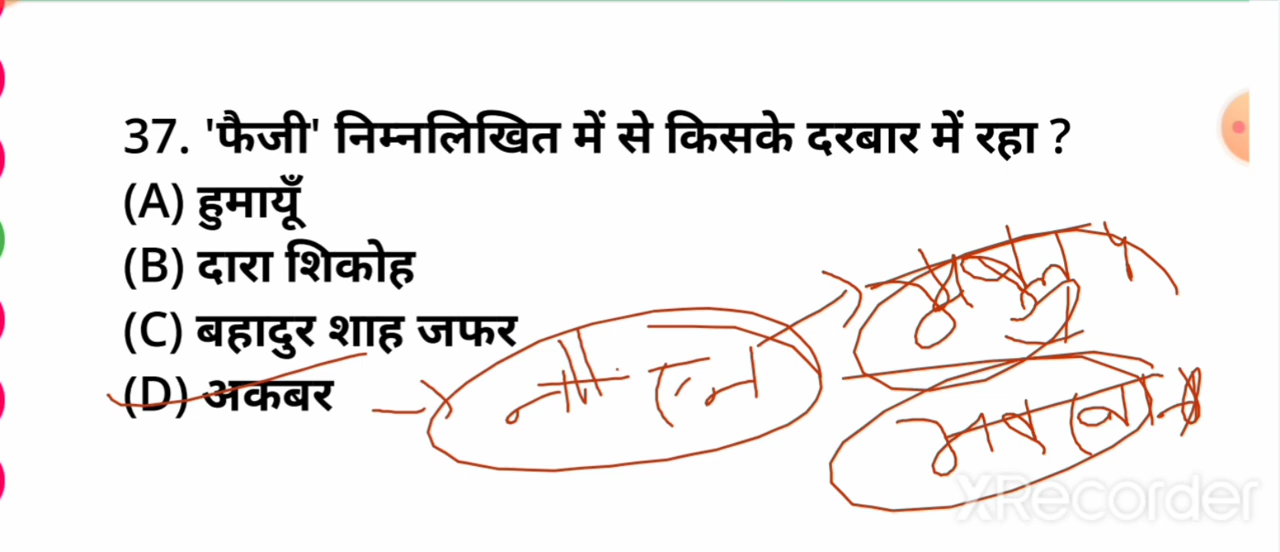 37. 'फैजी' निम्नलिखित में से किसके दरबार में रहा ?
(A) हुमायूँ
(B) दारा शिकोह
(C) बहादुर शाह जफर
(D) अकबर
XRecorder